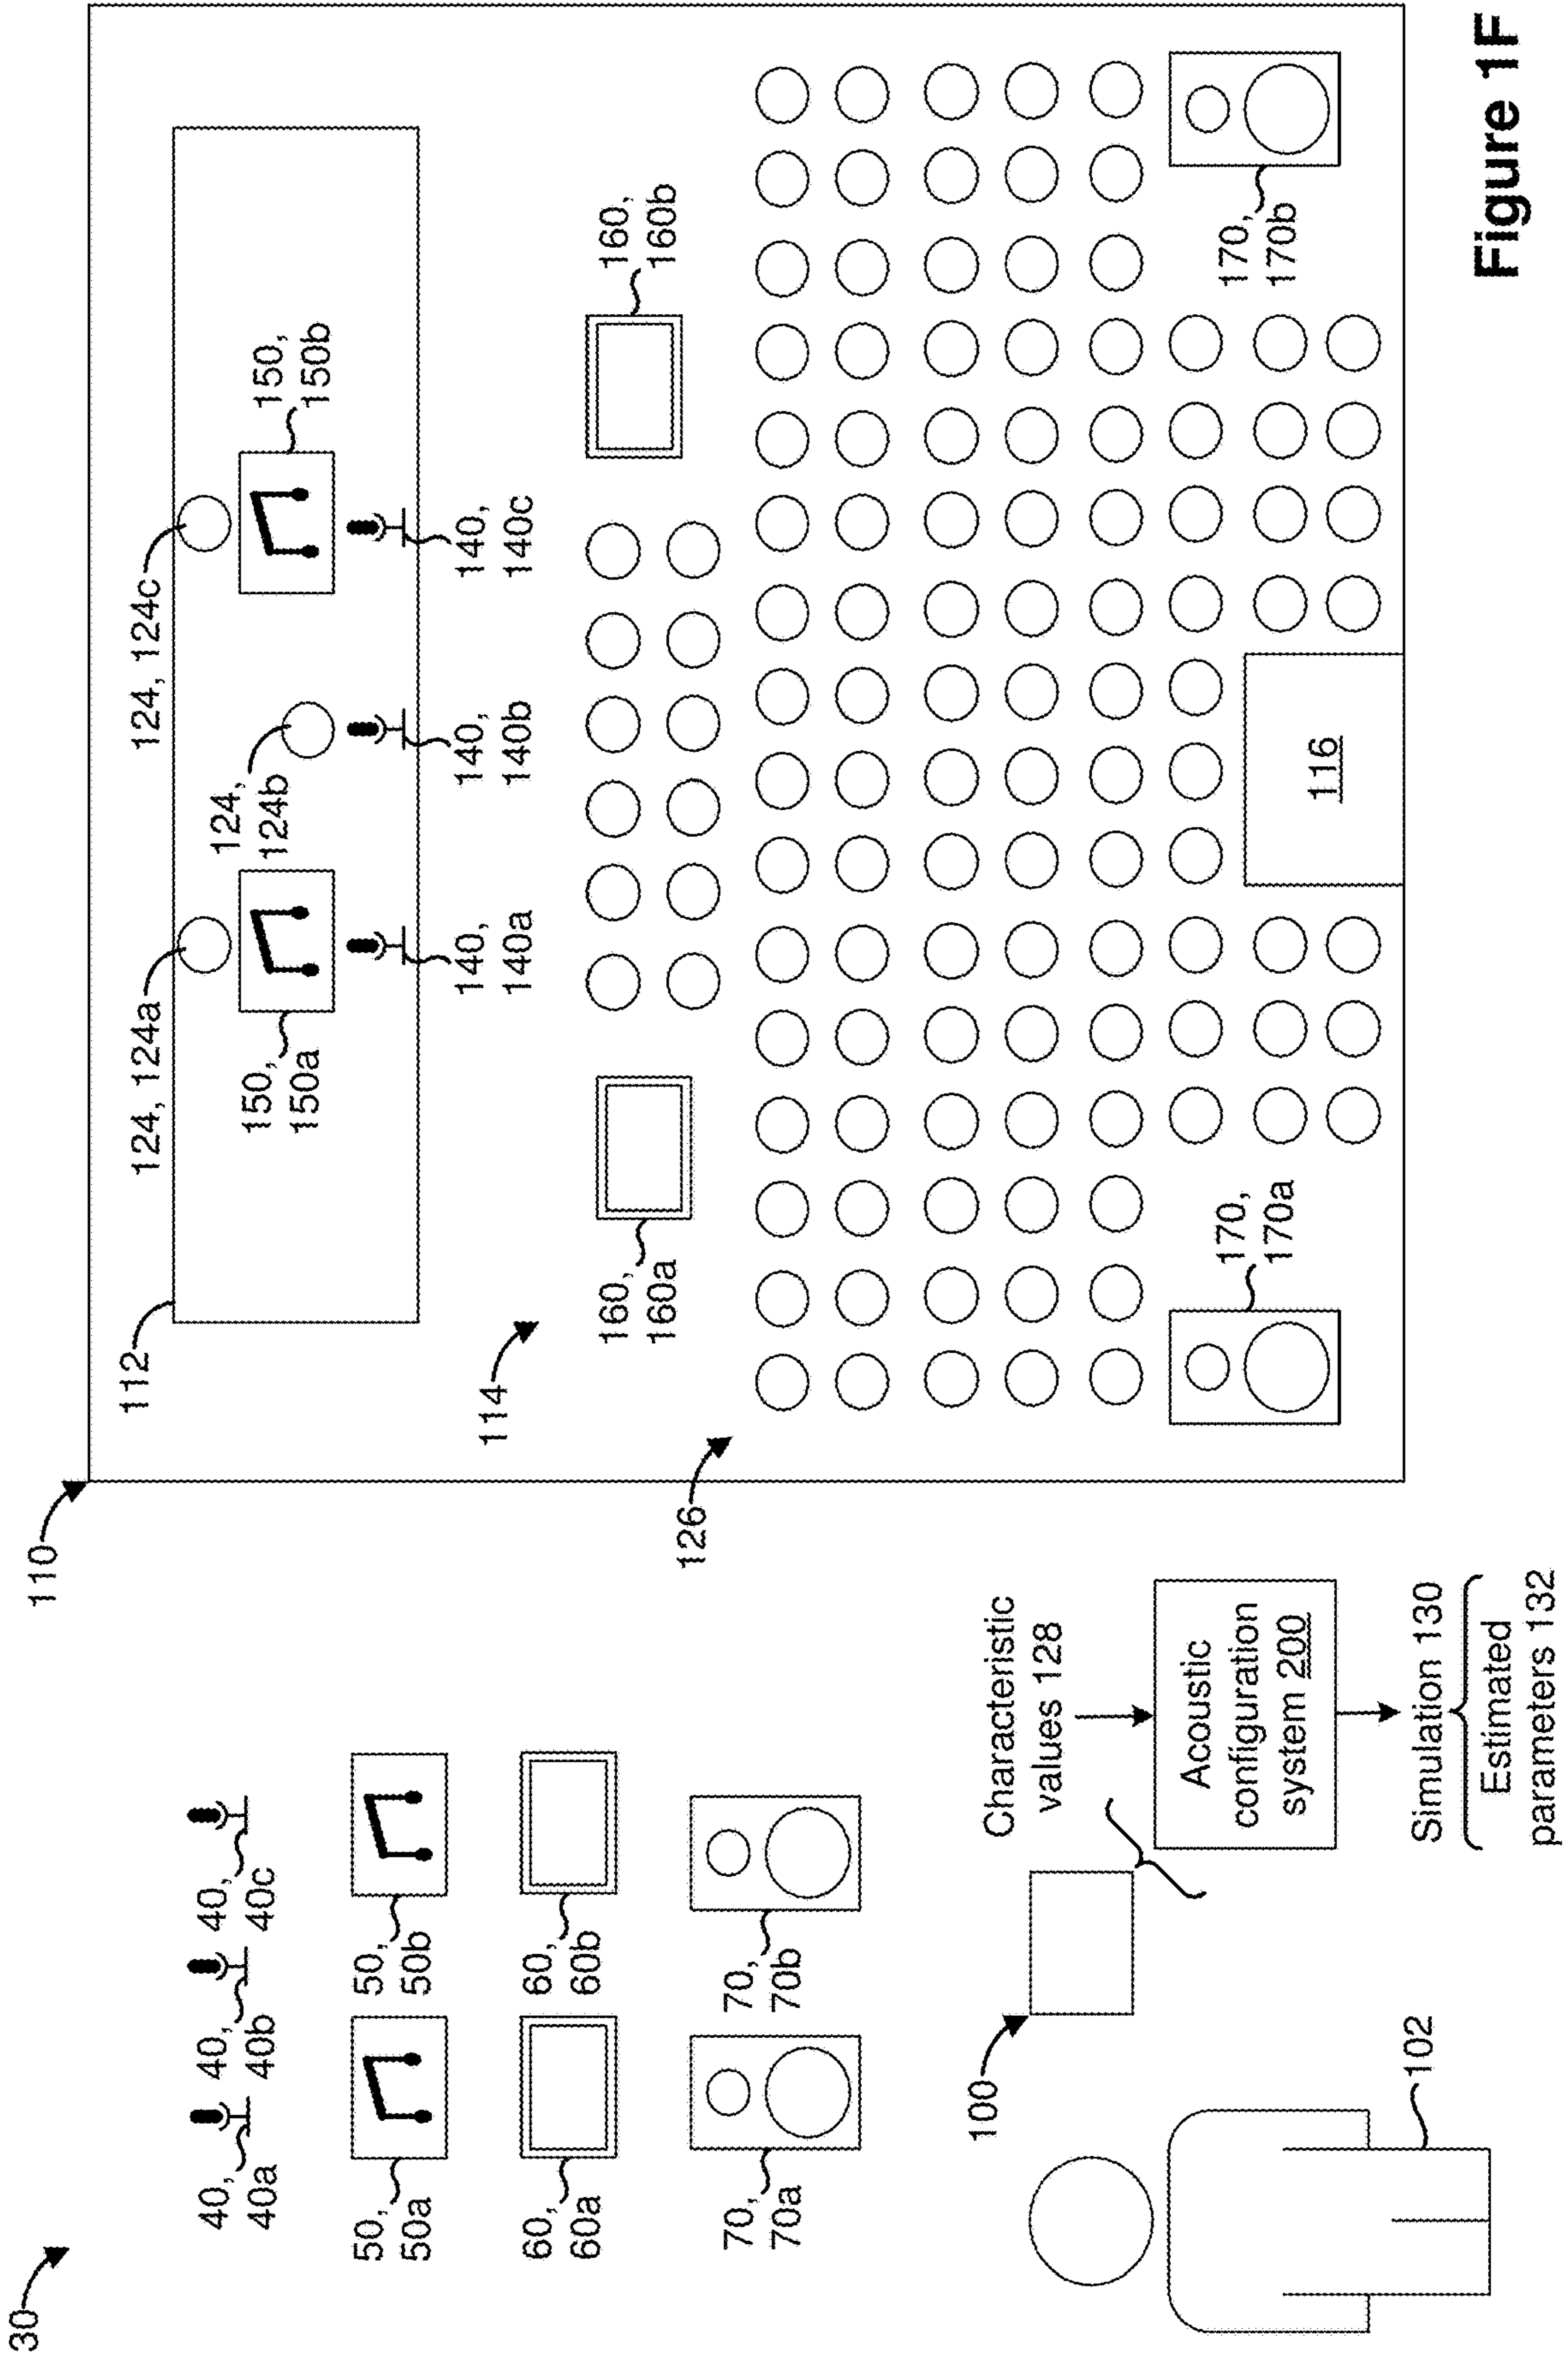 30
40,
40a
40,
40b
40,
40c
50,
50a
50,
50b
60,
60a
60,
60b
70,
70a
70,
70b
100
102
Characteristic
values 128
Acoustic
configuration
system 200
Simulation 130
Estimated
parameters 132
110
112
124, 124a
124,
124b
124, 124c
150,
150a
150,
150b
140,
140a
140,
140b
140,
140c
114
160,
160a
160,
160b
126
170,
170a
170,
170b
116
Figure 1F